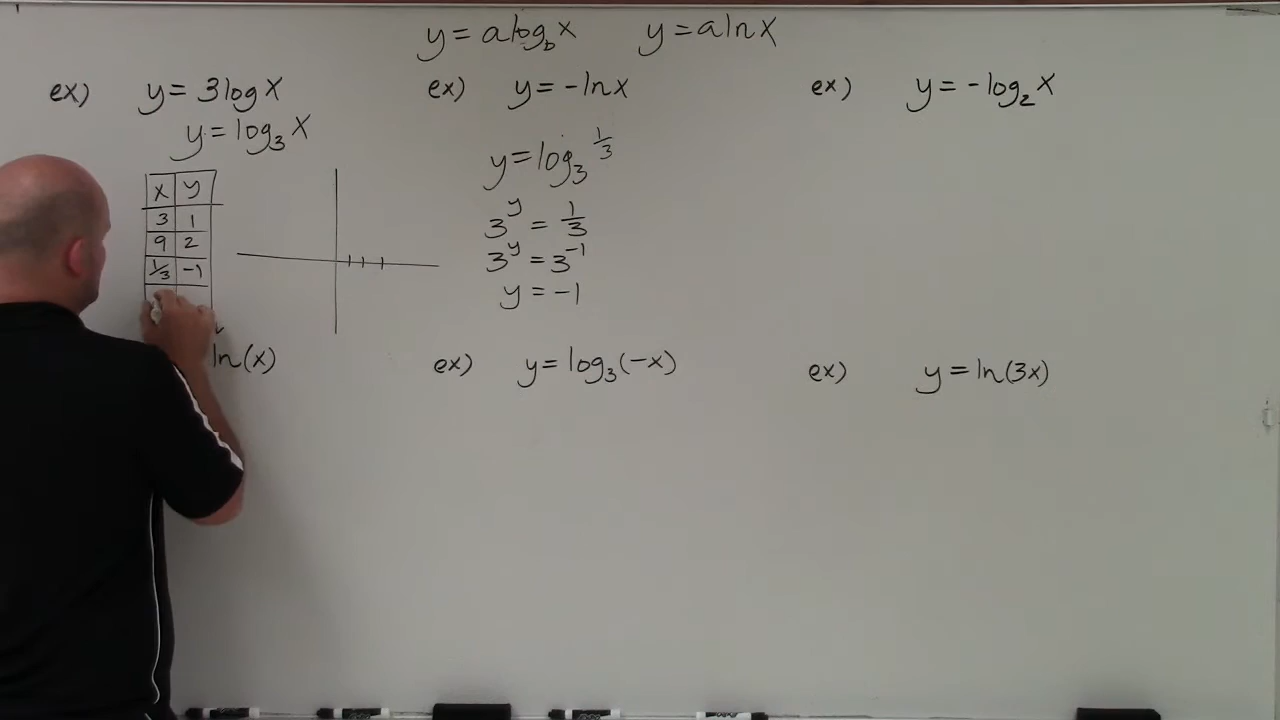 y = a log_b x    y = a ln x
ex) y = 3 log x
y = log_3 x
x y
3 1
9 2
1/3 -1
ln(x)
ex) y = -ln x
y = log_3 1/3
3^y = 1/3
3^y = 3^-1
y = -1
ex) y = -log_2 x
ex) y = log_3(-x)
ex) y = ln(3x)